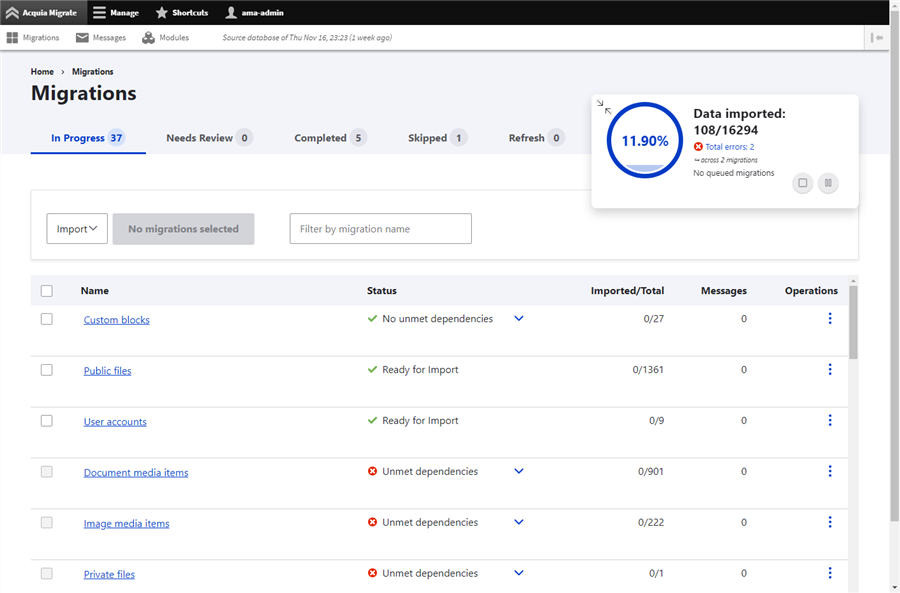 Acquia Migrate Manage Shortcuts ama-admin
Migrations Messages Modules Source database of Thu Nov 16, 23:23 (1 week ago)
Home › Migrations
Migrations
In Progress 37 Needs Review 0 Completed 5 Skipped 1 Refresh 0
11.90%
Data imported:
108/16294
Total errors: 2
across 2 migrations
No queued migrations
Import No migrations selected Filter by migration name
Name Status Imported/Total Messages Operations
Custom blocks No unmet dependencies 0/27 0
Public files Ready for Import 0/1361 0
User accounts Ready for Import 0/9 0
Document media items Unmet dependencies 0/901 0
Image media items Unmet dependencies 0/222 0
Private files Unmet dependencies 0/1 0